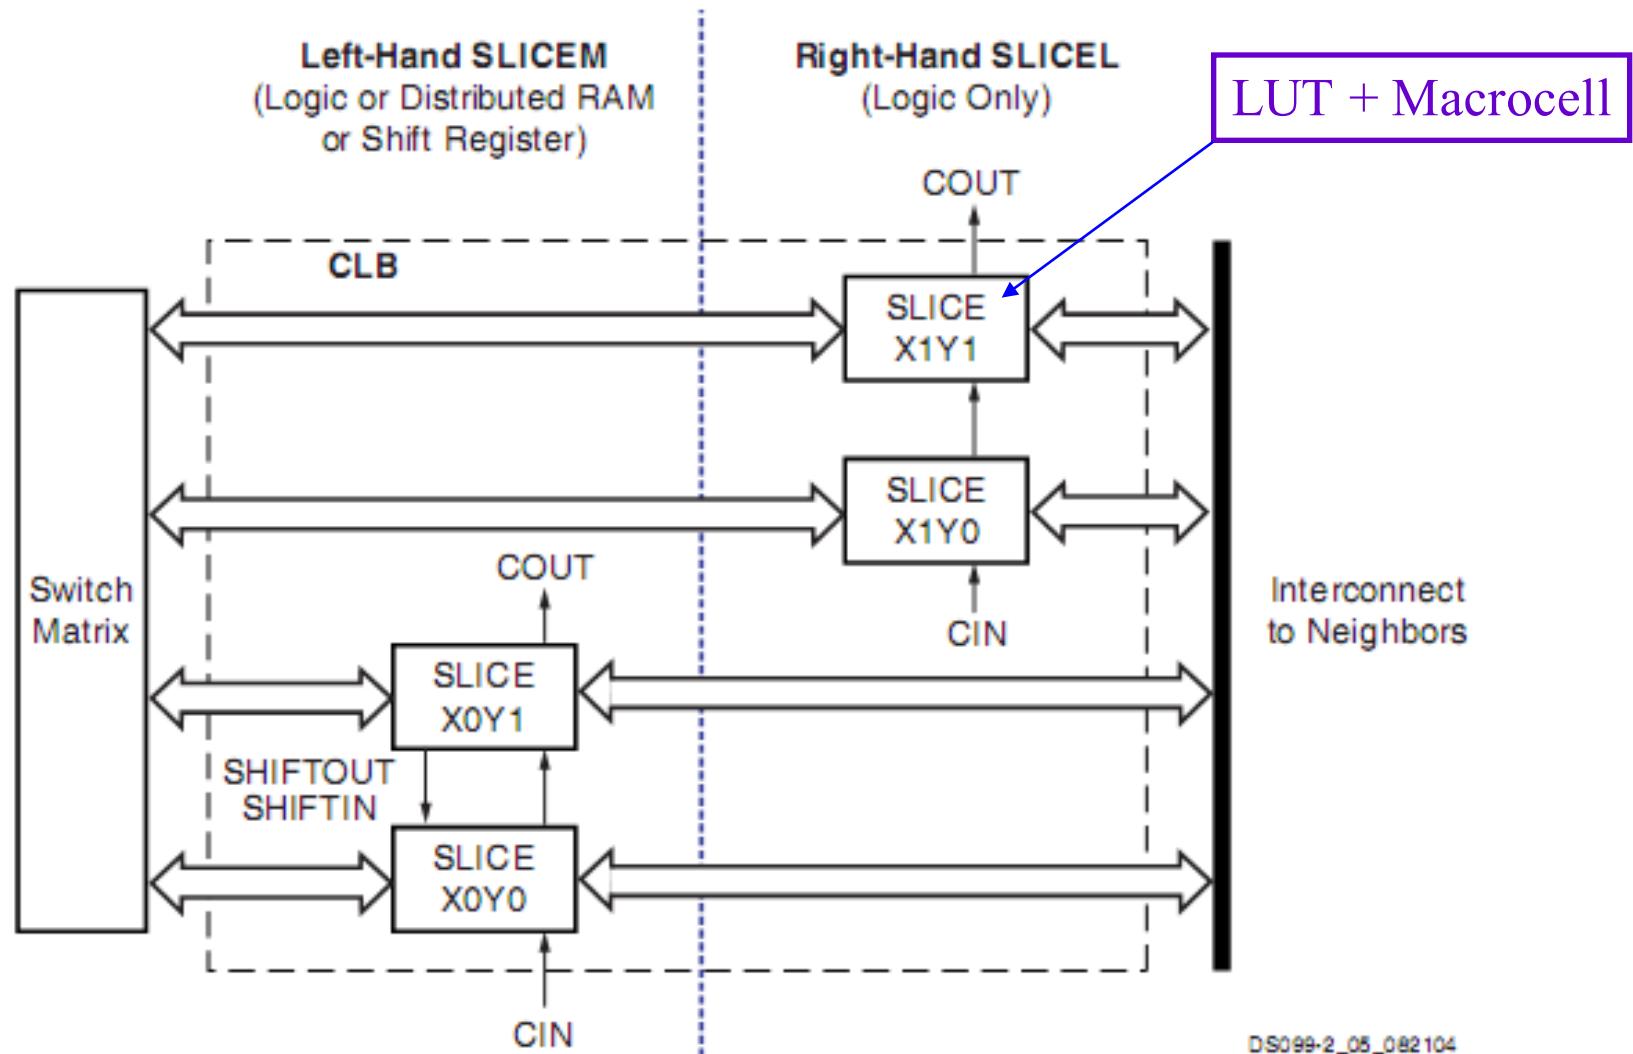 Left-Hand SLICEM
(Logic or Distributed RAM
or Shift Register)
Right-Hand SLICEL
(Logic Only)
LUT + Macrocell
COUT
CLB
SLICE
X1Y1
SLICE
X1Y0
COUT
CIN
Switch
Matrix
Interconnect
to Neighbors
SLICE
X0Y1
SHIFTOUT
SHIFTIN
SLICE
X0Y0
CIN
DS099-2_05_082104